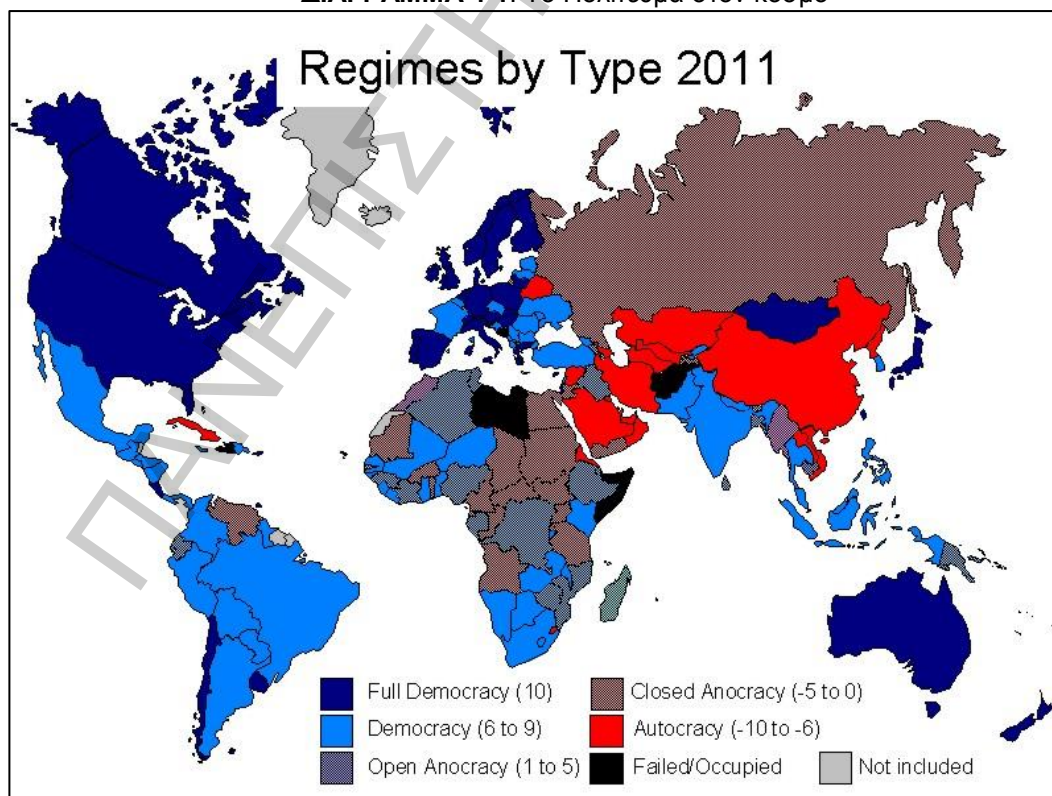 Regimes by Type 2011
ΠΑΝΕΠΙΣΤΗ
Full Democracy (10)
Democracy (6 to 9)
Open Anocracy (1 to 5)
Closed Anocracy (-5 to 0)
Autocracy (-10 to -6)
Failed/Occupied
Not included